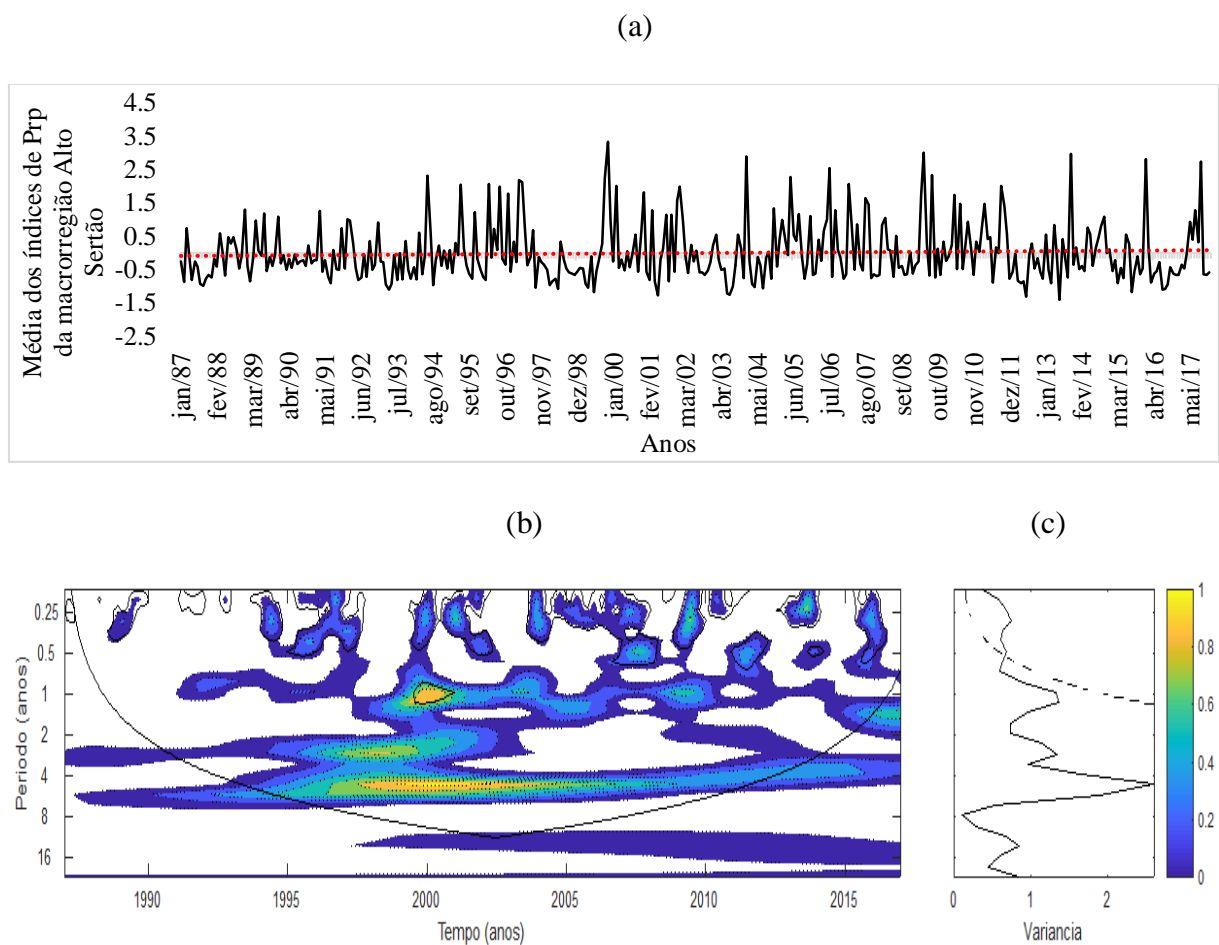 (a)
Média dos índices de Prp
da macrorregião Alto
Sertão
4.5
3.5
2.5
1.5
0.5
-0.5
-1.5
-2.5
jan/87
fev/88
mar/89
abr/90
mai/91
jun/92
jul/93
ago/94
set/95
out/96
nov/97
dez/98
jan/00
fev/01
mar/02
abr/03
mai/04
jun/05
jul/06
ago/07
set/08
out/09
nov/10
dez/11
jan/13
fev/14
mar/15
abr/16
mai/17
Anos
(b)
Periodo (anos)
0.25
0.5
1
2
4
8
16
1990
1995
2000
2005
2010
2015
Tempo (anos)
(c)
0
1
2
Variancia
1
0.8
0.6
0.4
0.2
0